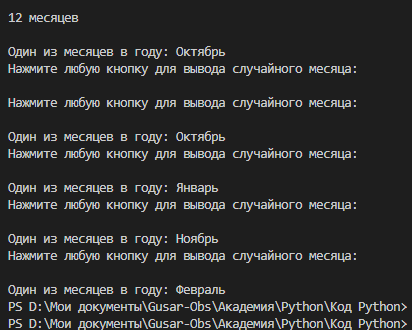 12 месяцев
Один из месяцев в году: Октябрь
Нажмите любую кнопку для вывода случайного месяца:
Нажмите любую кнопку для вывода случайного месяца:
Один из месяцев в году: Октябрь
Нажмите любую кнопку для вывода случайного месяца:
Один из месяцев в году: Январь
Нажмите любую кнопку для вывода случайного месяца:
Один из месяцев в году: Ноябрь
Нажмите любую кнопку для вывода случайного месяца:
Один из месяцев в году: Февраль
PS D:\Мои документы\Gusar-Obs\Академия\Python\Код Python>
PS D:\Мои документы\Gusar-Obs\Академия\Python\Код Python>